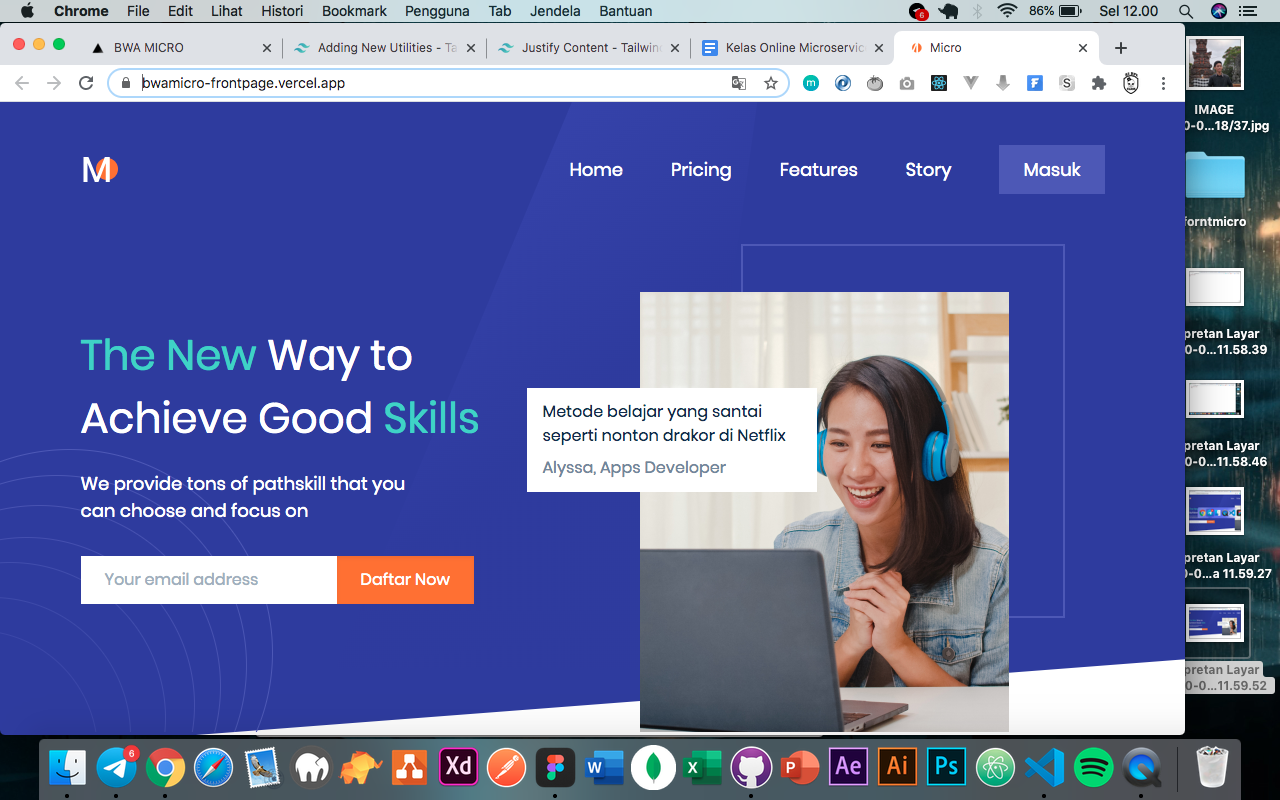 Chrome File Edit Lihat Histori Bookmark Pengguna Tab Jendela Bantuan 6 86% Sel 12.00
BWA MICRO Adding New Utilities - Ta Justify Content - Tailwin Kelas Online Microservic Micro
bwamicro-frontpage.vercel.app
M Home Pricing Features Story Masuk
The New Way to
Achieve Good Skills
We provide tons of pathskill that you
can choose and focus on
Your email address Daftar Now
Metode belajar yang santai
seperti nonton drakor di Netflix
Alyssa, Apps Developer
IMAGE
0-0...18/37.jpg
forntmicro
pretan Layar
0-0...11.58.39
pretan Layar
0-0...11.58.46
pretan Layar
0-0...a 11.59.27
pretan Layar
0-0...11.59.52
6 Xd W X P Ae Ai Ps